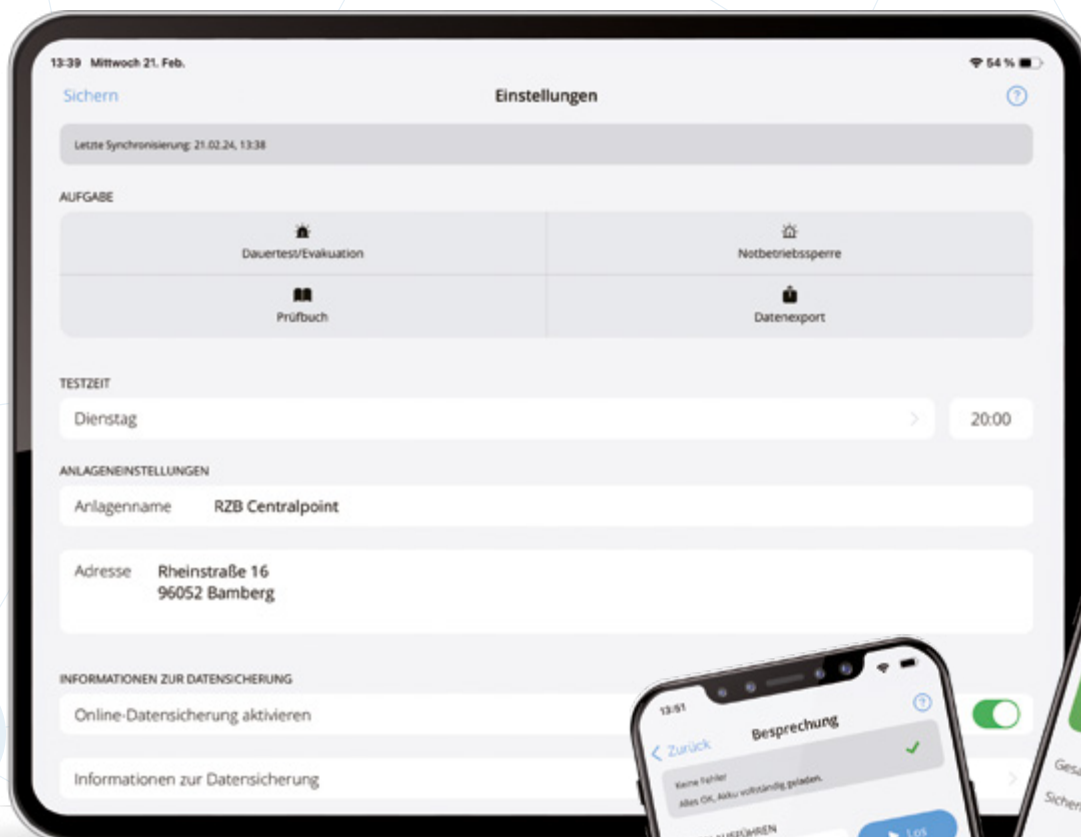 13:39 Mittwoch 21. Feb.
54 %
Sichern
Einstellungen
?
Letzte Synchronisierung: 21.02.24, 13:38
AUFGABE
Dauertest/Evakuation
Notbetriebssperre
Prüfbuch
Datenexport
TESTZEIT
Dienstag
20:00
ANLAGENEINSTELLUNGEN
Anlagenname RZB Centralpoint
Adresse Rheinstraße 16
96052 Bamberg
INFORMATIONEN ZUR DATENSICHERUNG
Online-Datensicherung aktivieren
Informationen zur Datensicherung
13:51
Zurück
Besprechung
?
Keine Fehler
Alles OK, Akku vollständig geladen.
Los